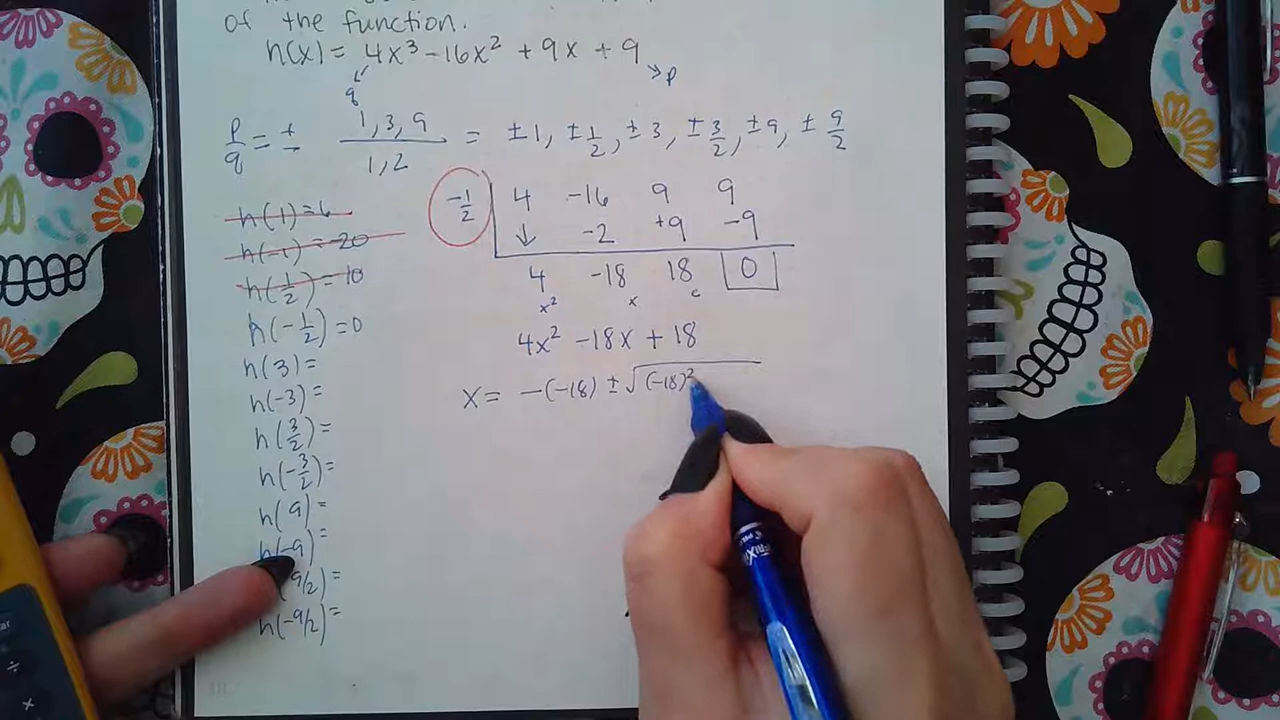 of the function.
h(x) = 4x³ - 16x² + 9x + 9
q
p
p/q = ± 1, 3, 9 / 1, 2 = ±1, ±1/2, ±3, ±3/2, ±9, ±9/2
-1/2 4 -16 9 9
↓ -2 +9 -9
4 -18 18 0
x² x c
4x² - 18x + 18
x = -(-18) ± √(-18)²
h(1) = 6
h(-1) = -20
h(1/2) = 10
h(-1/2) = 0
h(3) =
h(-3) =
h(3/2) =
h(-3/2) =
h(9) =
h(-9) =
9/2) =
h(-9/2) =